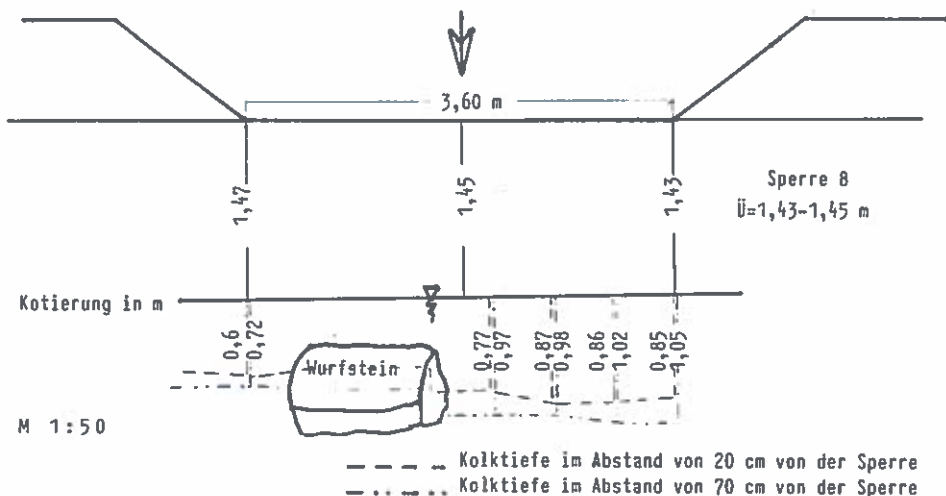 3,60 m
1,47
1,45
1,43
Sperre 8
Ü=1,43-1,45 m
Kotierung in m
0,6
0,72
0,77
0,97
0,87
0,98
0,86
1,02
0,85
1,05
Wurfstein
M 1:50
Kolktiefe im Abstand von 20 cm von der Sperre
Kolktiefe im Abstand von 70 cm von der Sperre